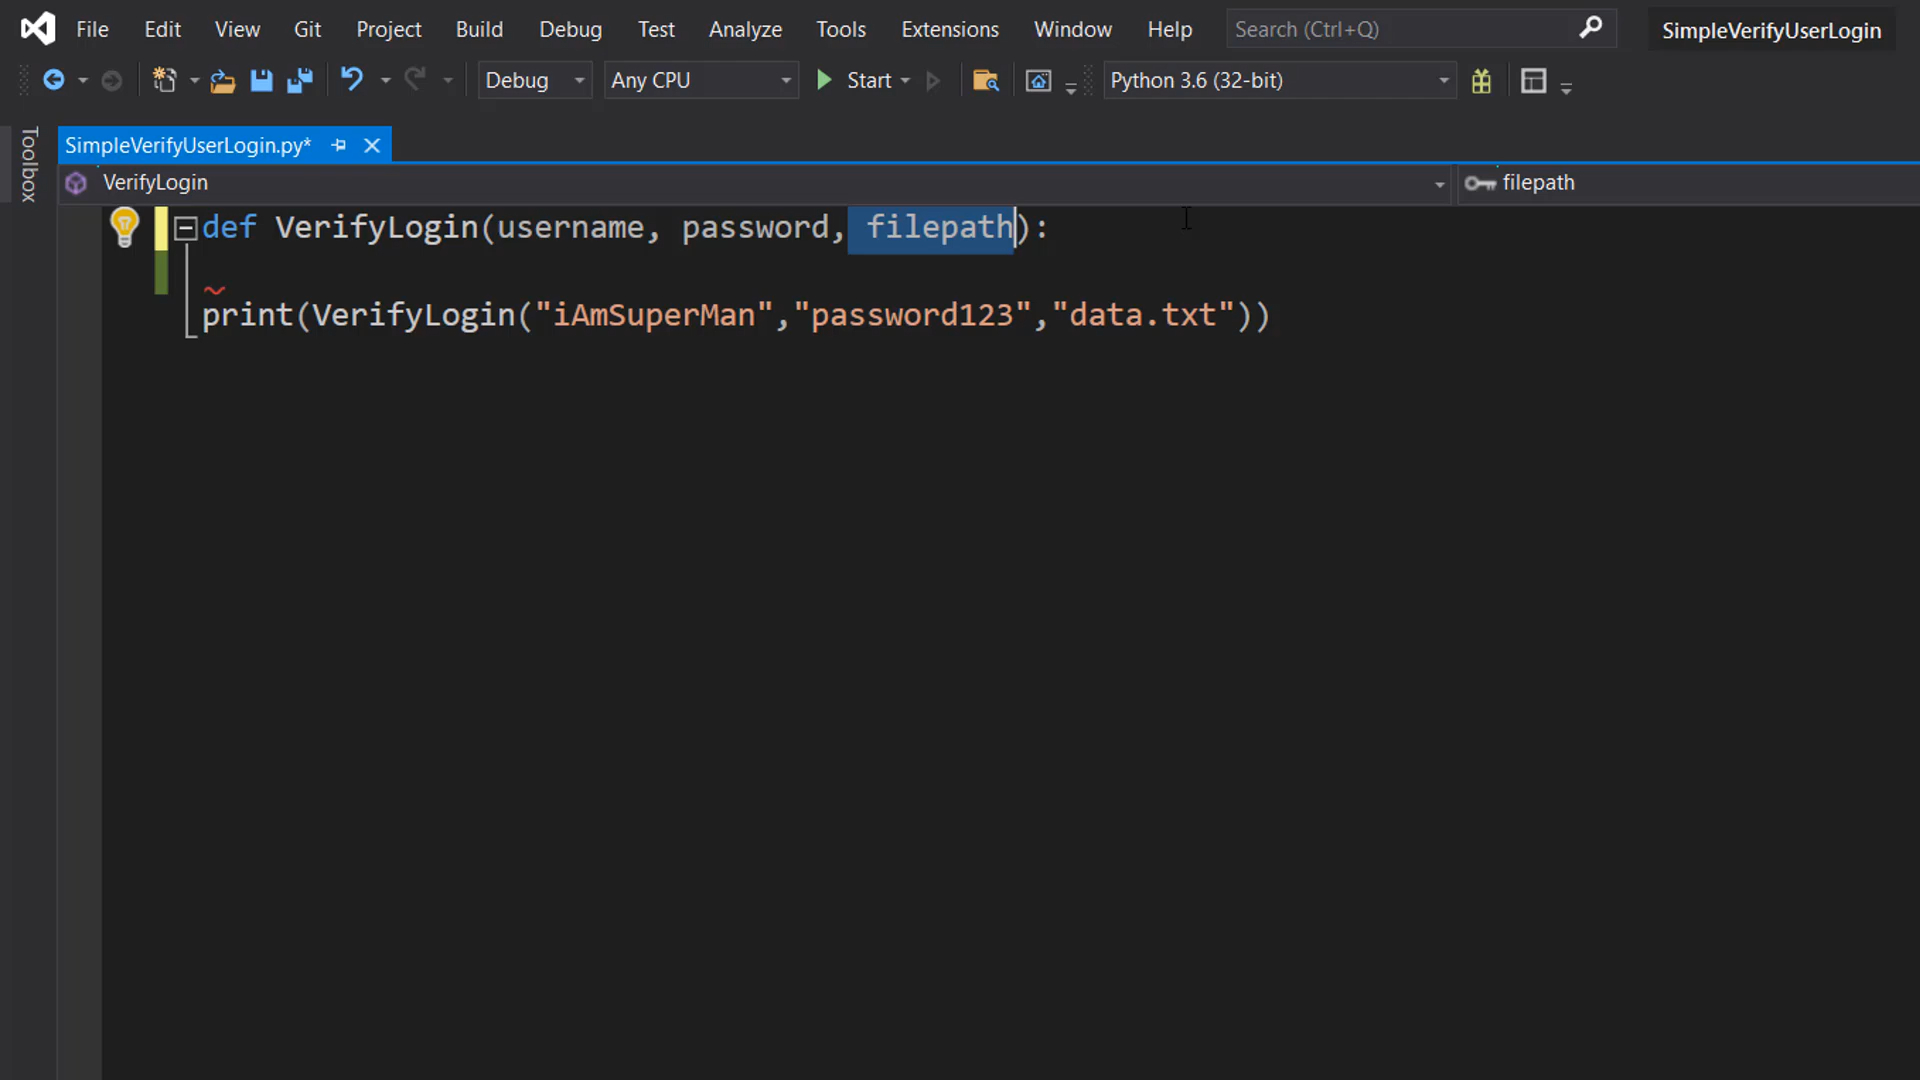 File Edit View Git Project Build Debug Test Analyze Tools Extensions Window Help Search (Ctrl+Q) SimpleVerifyUserLogin
Debug Any CPU Start Python 3.6 (32-bit)
Toolbox
SimpleVerifyUserLogin.py*
VerifyLogin filepath
def VerifyLogin(username, password, filepath):
print(VerifyLogin("iAmSuperMan","password123","data.txt"))